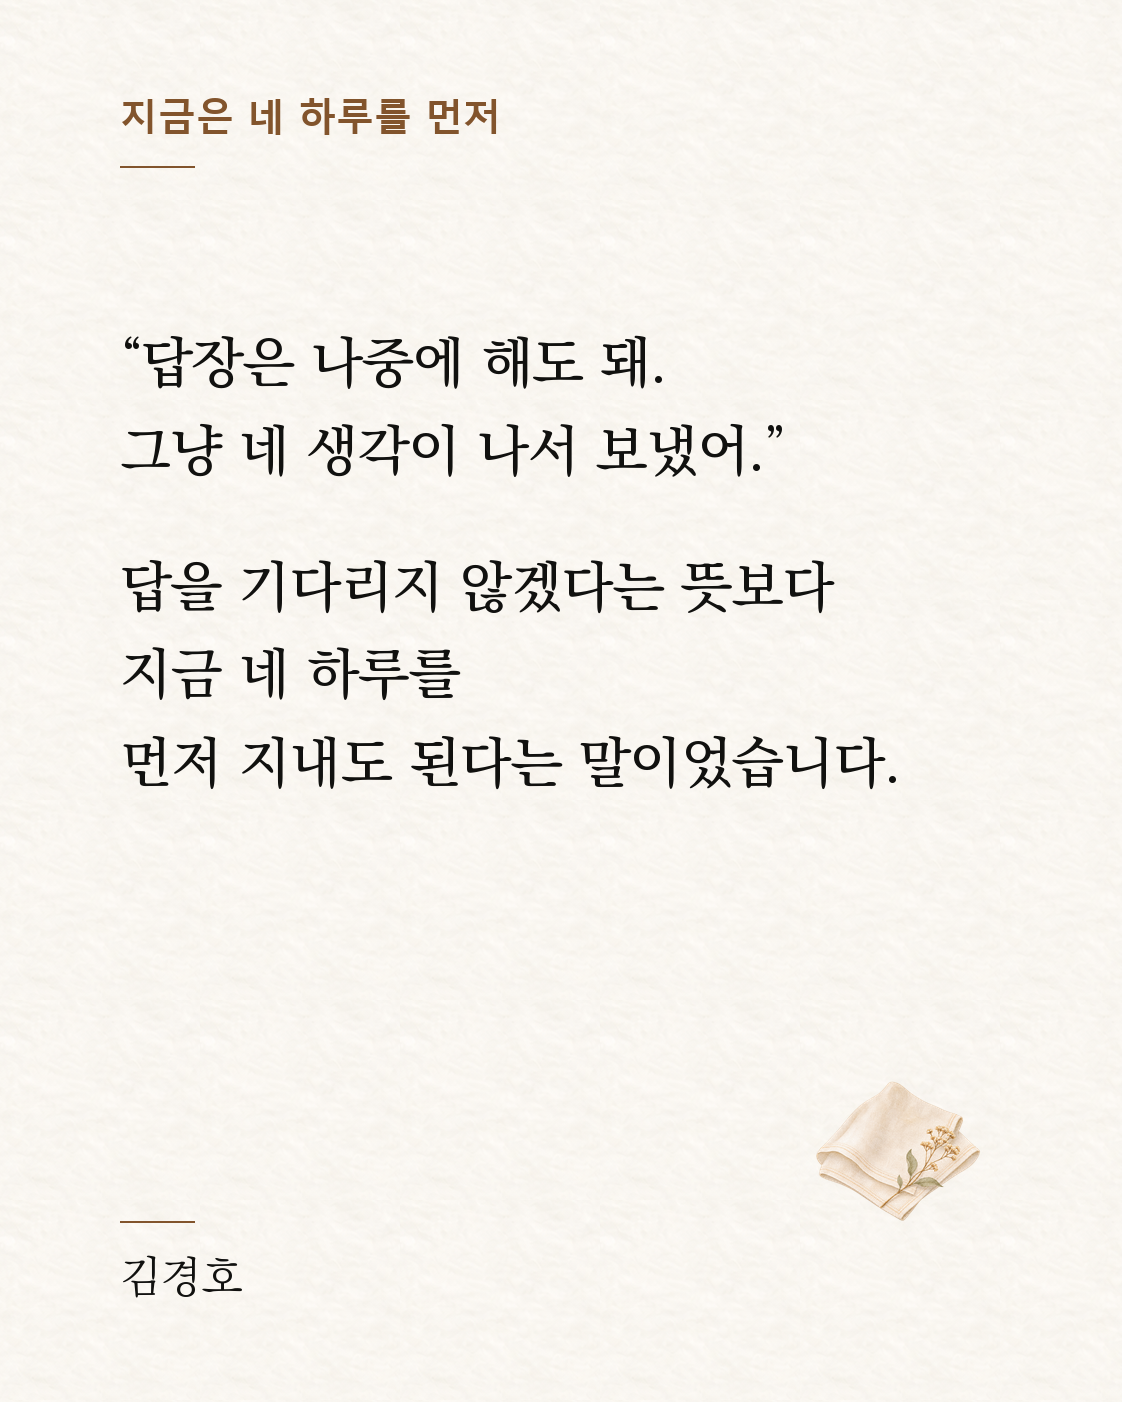 지금은 네 하루를 먼저
“답장은 나중에 해도 돼.
그냥 네 생각이 나서 보냈어.”
답을 기다리지 않겠다는 뜻보다
지금 네 하루를
먼저 지내도 된다는 말이었습니다.
김경호